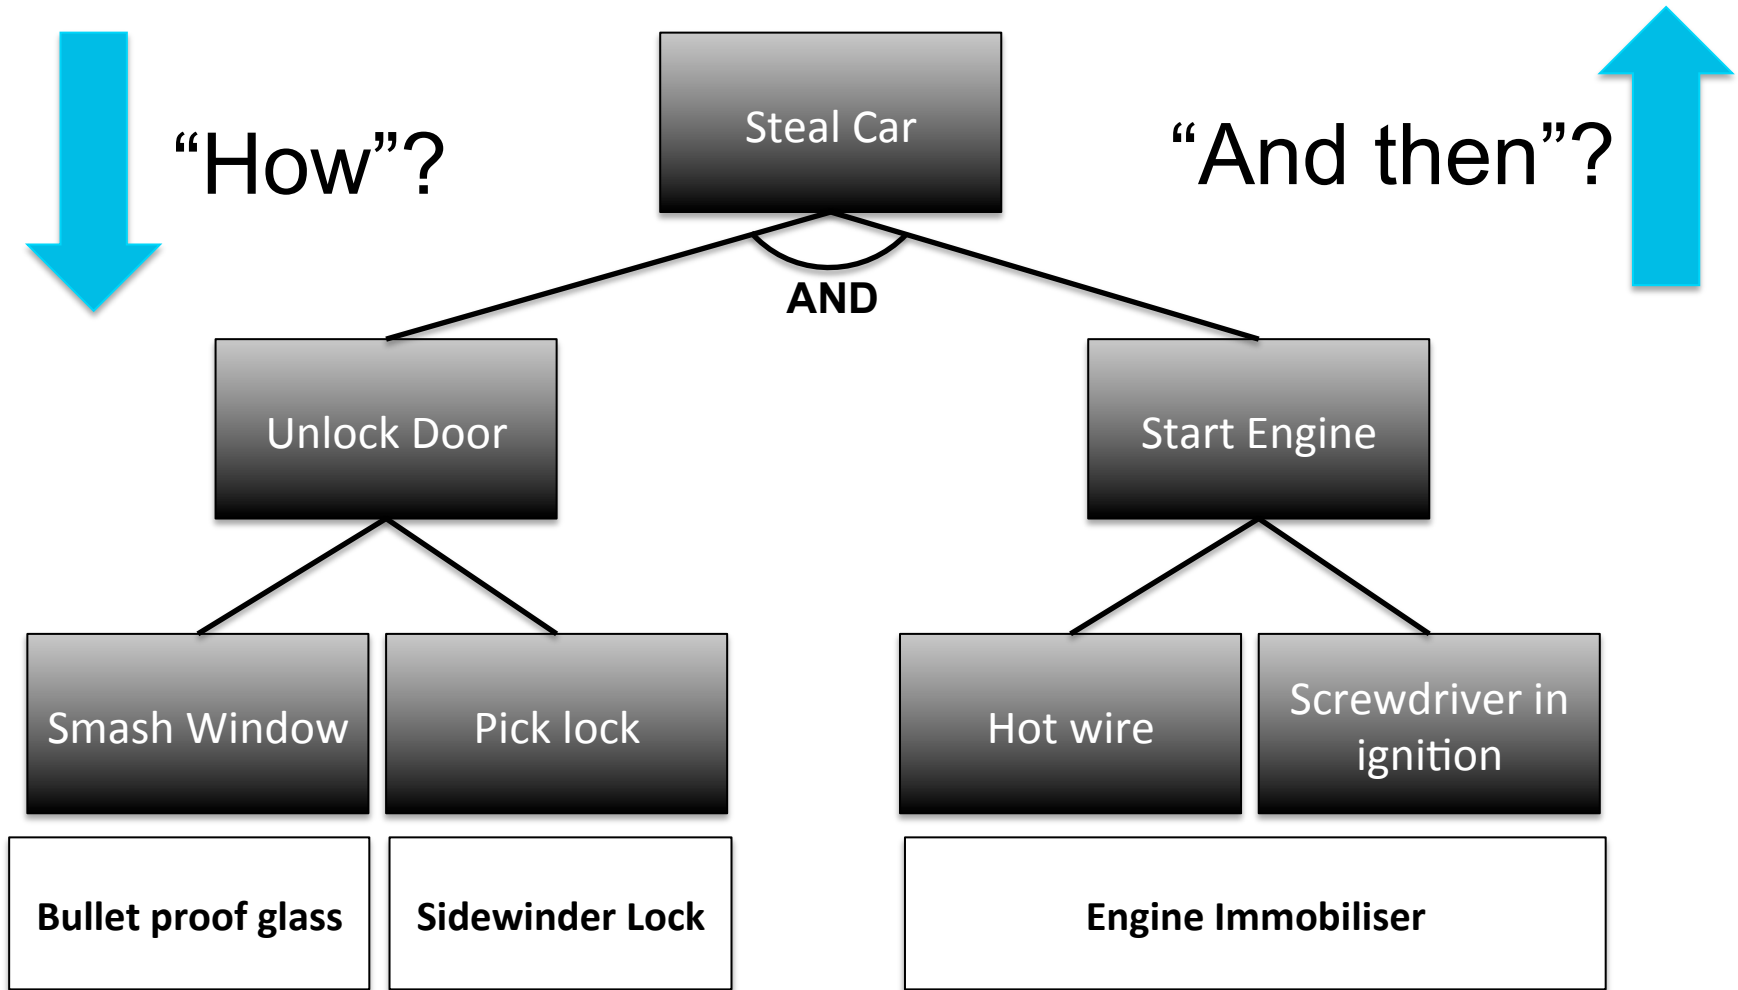 Steal Car
“How”?
“And then”?
AND
Unlock Door
Start Engine
Smash Window
Pick lock
Hot wire
Screwdriver in
ignition
Bullet proof glass
Sidewinder Lock
Engine Immobiliser